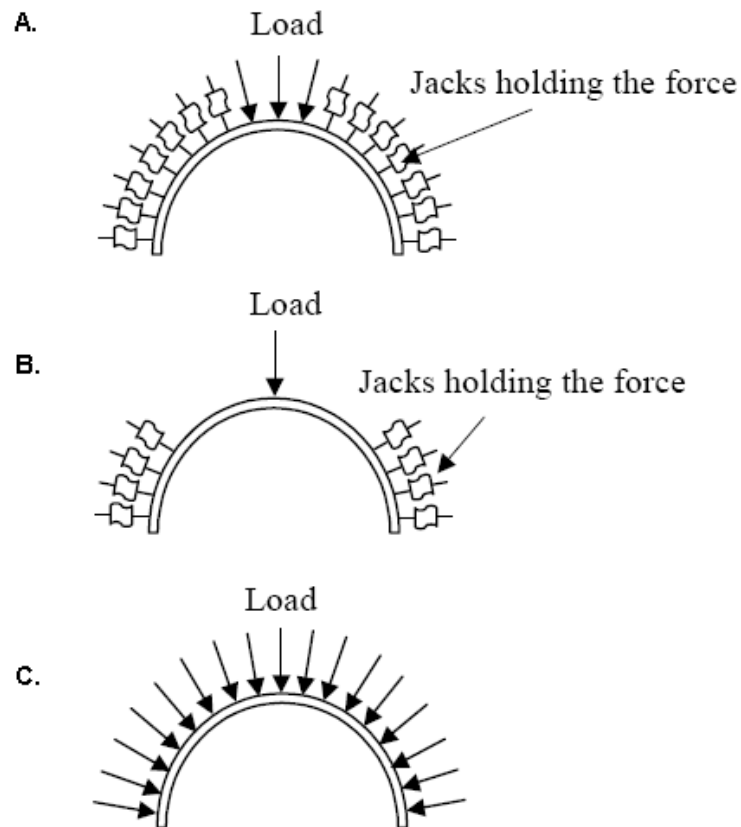 A.
Load
Jacks holding the force
Load
B.
Jacks holding the force
Load
C.